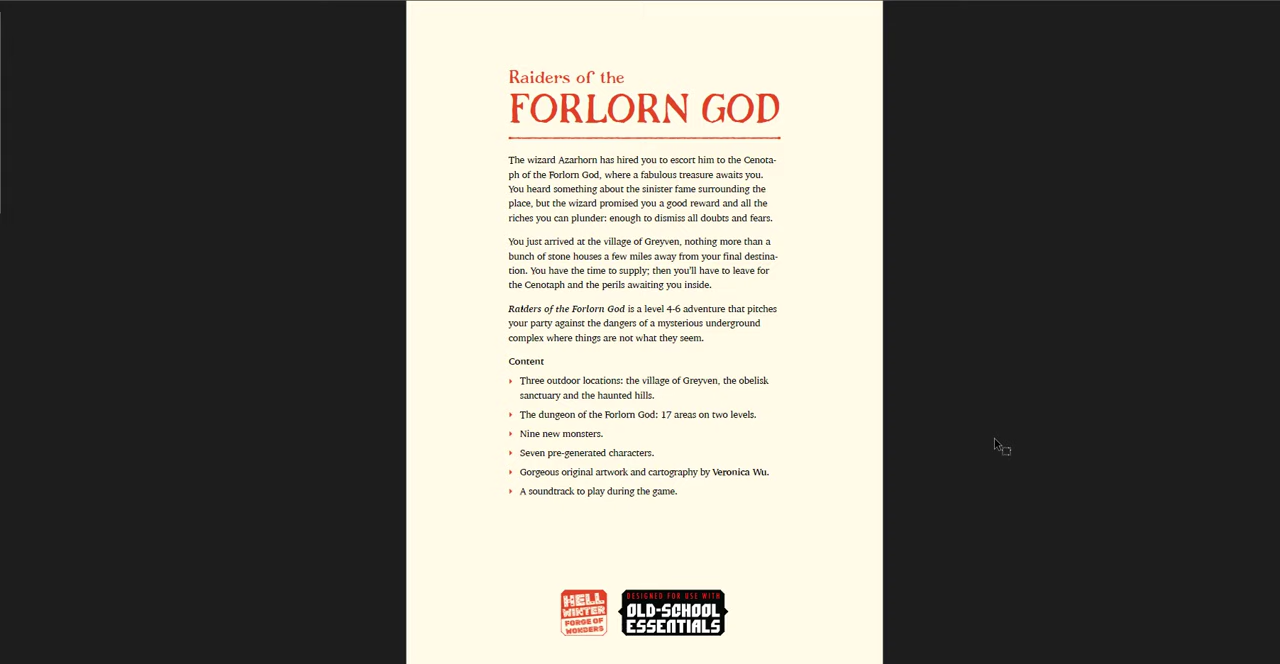 Raiders of the
FORLORN GOD
The wizard Azarhorn has hired you to escort him to the Cenota-
ph of the Forlorn God, where a fabulous treasure awaits you.
You heard something about the sinister fame surrounding the
place, but the wizard promised you a good reward and all the
riches you can plunder: enough to dismiss all doubts and fears.
You just arrived at the village of Greyven, nothing more than a
bunch of stone houses a few miles away from your final destina-
tion. You have the time to supply; then you'll have to leave for
the Cenotaph and the perils awaiting you inside.
Raiders of the Forlorn God is a level 4-6 adventure that pitches
your party against the dangers of a mysterious underground
complex where things are not what they seem.
Content
Three outdoor locations: the village of Greyven, the obelisk
sanctuary and the haunted hills.
The dungeon of the Forlorn God: 17 areas on two levels.
Nine new monsters.
Seven pre-generated characters.
Gorgeous original artwork and cartography by Veronica Wu.
A soundtrack to play during the game.
HELL
WINTER
FORGE OF
WONDERS
DESIGNED FOR USE WITH
OLD-SCHOOL
ESSENTIALS